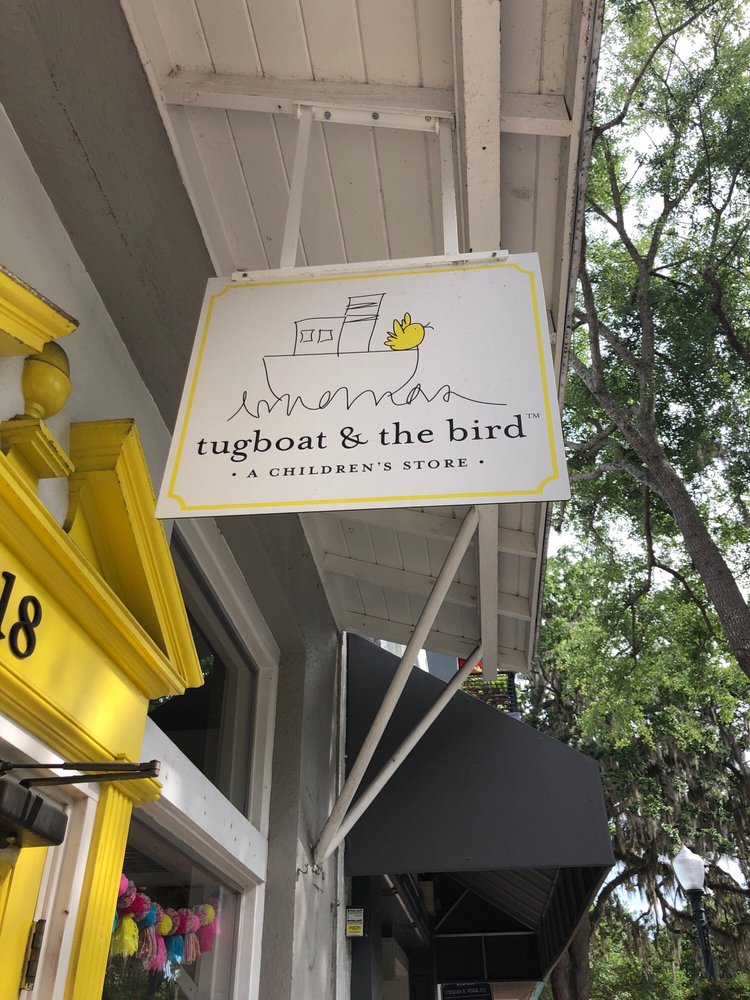 tugboat & the bird™
• A CHILDREN'S STORE •
18